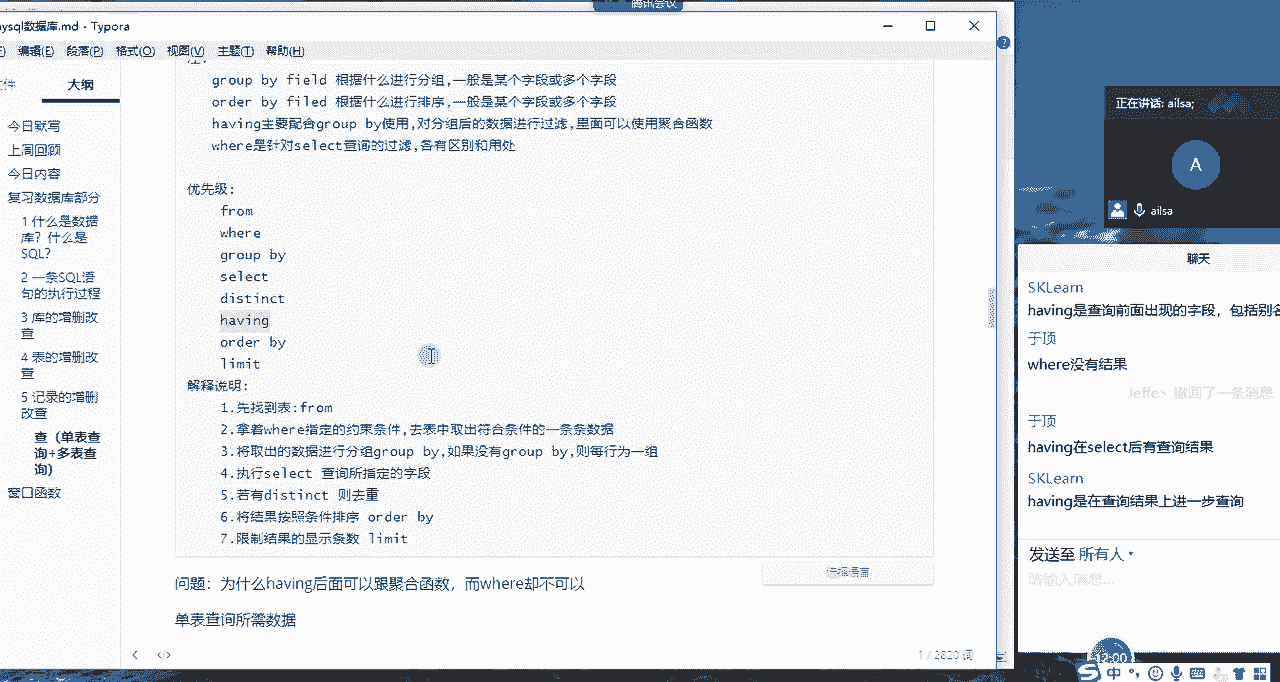 腾讯会议
ysql数据库.md - Typora
编辑(E) 段落(P) 格式(O) 视图(V) 主题(T) 帮助(H)
件 大纲
今日默写
上周回顾
今日内容
复习数据库部分
1 什么是数据
库？什么是
SQL?
2 一条SQL语
句的执行过程
3 库的增删改
查
4 表的增删改
查
5 记录的增删
改查
查（单表查
询+多表查
询)
窗口函数
group by field 根据什么进行分组,一般是某个字段或多个字段
order by filed 根据什么进行排序,一般是某个字段或多个字段
having主要配合group by使用,对分组后的数据进行过滤,里面可以使用聚合函数
where是针对select查询的过滤,各有区别和用处
优先级:
from
where
group by
select
distinct
having
order by
limit
解释说明:
1.先找到表:from
2.拿着where指定的约束条件,去表中取出符合条件的一条条数据
3.将取出的数据进行分组group by,如果没有group by,则每行为一组
4.执行select 查询所指定的字段
5.若有distinct 则去重
6.将结果按照条件排序 order by
7.限制结果的显示条数 limit
选择语言
问题：为什么having后面可以跟聚合函数，而where却不可以
单表查询所需数据
1 / 2820 词
正在讲话: ailsa;
A
ailsa
聊天
SKLearn
having是查询前面出现的字段，包括别名
于顶
where没有结果
Jeffe丶 撤回了一条消息
于顶
having在select后有查询结果
SKLearn
having是在查询结果上进一步查询
发送至 所有人
请输入消息...
13:00
中